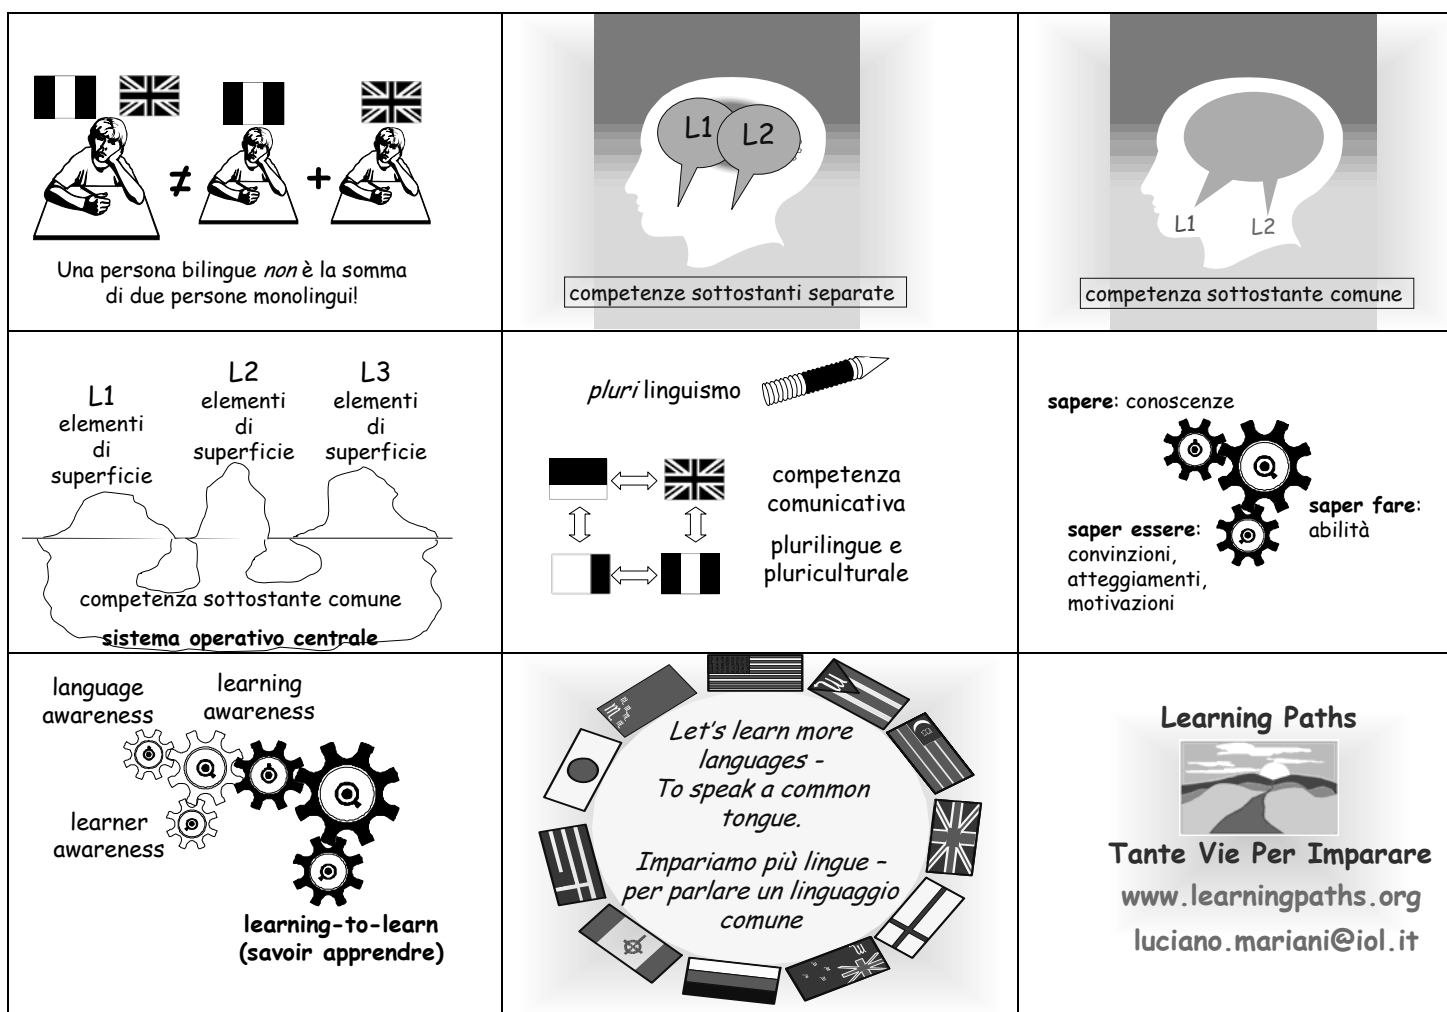 Una persona bilingue non è la somma
di due persone monolingui!
L1
L2
competenze sottostanti separate
L1
L2
competenza sottostante comune
L1
elementi
di
superficie
L2
elementi
di
superficie
L3
elementi
di
superficie
competenza sottostante comune
sistema operativo centrale
pluri linguismo
competenza
comunicativa
plurilingue e
pluriculturale
sapere: conoscenze
saper fare:
abilità
saper essere:
convinzioni,
atteggiamenti,
motivazioni
language
awareness
learning
awareness
learner
awareness
learning-to-learn
(savoir apprendre)
Let's learn more
languages -
To speak a common
tongue.
Impariamo più lingue –
per parlare un linguaggio
comune
Learning Paths
Tante Vie Per Imparare
www.learningpaths.org
luciano.mariani@iol.it